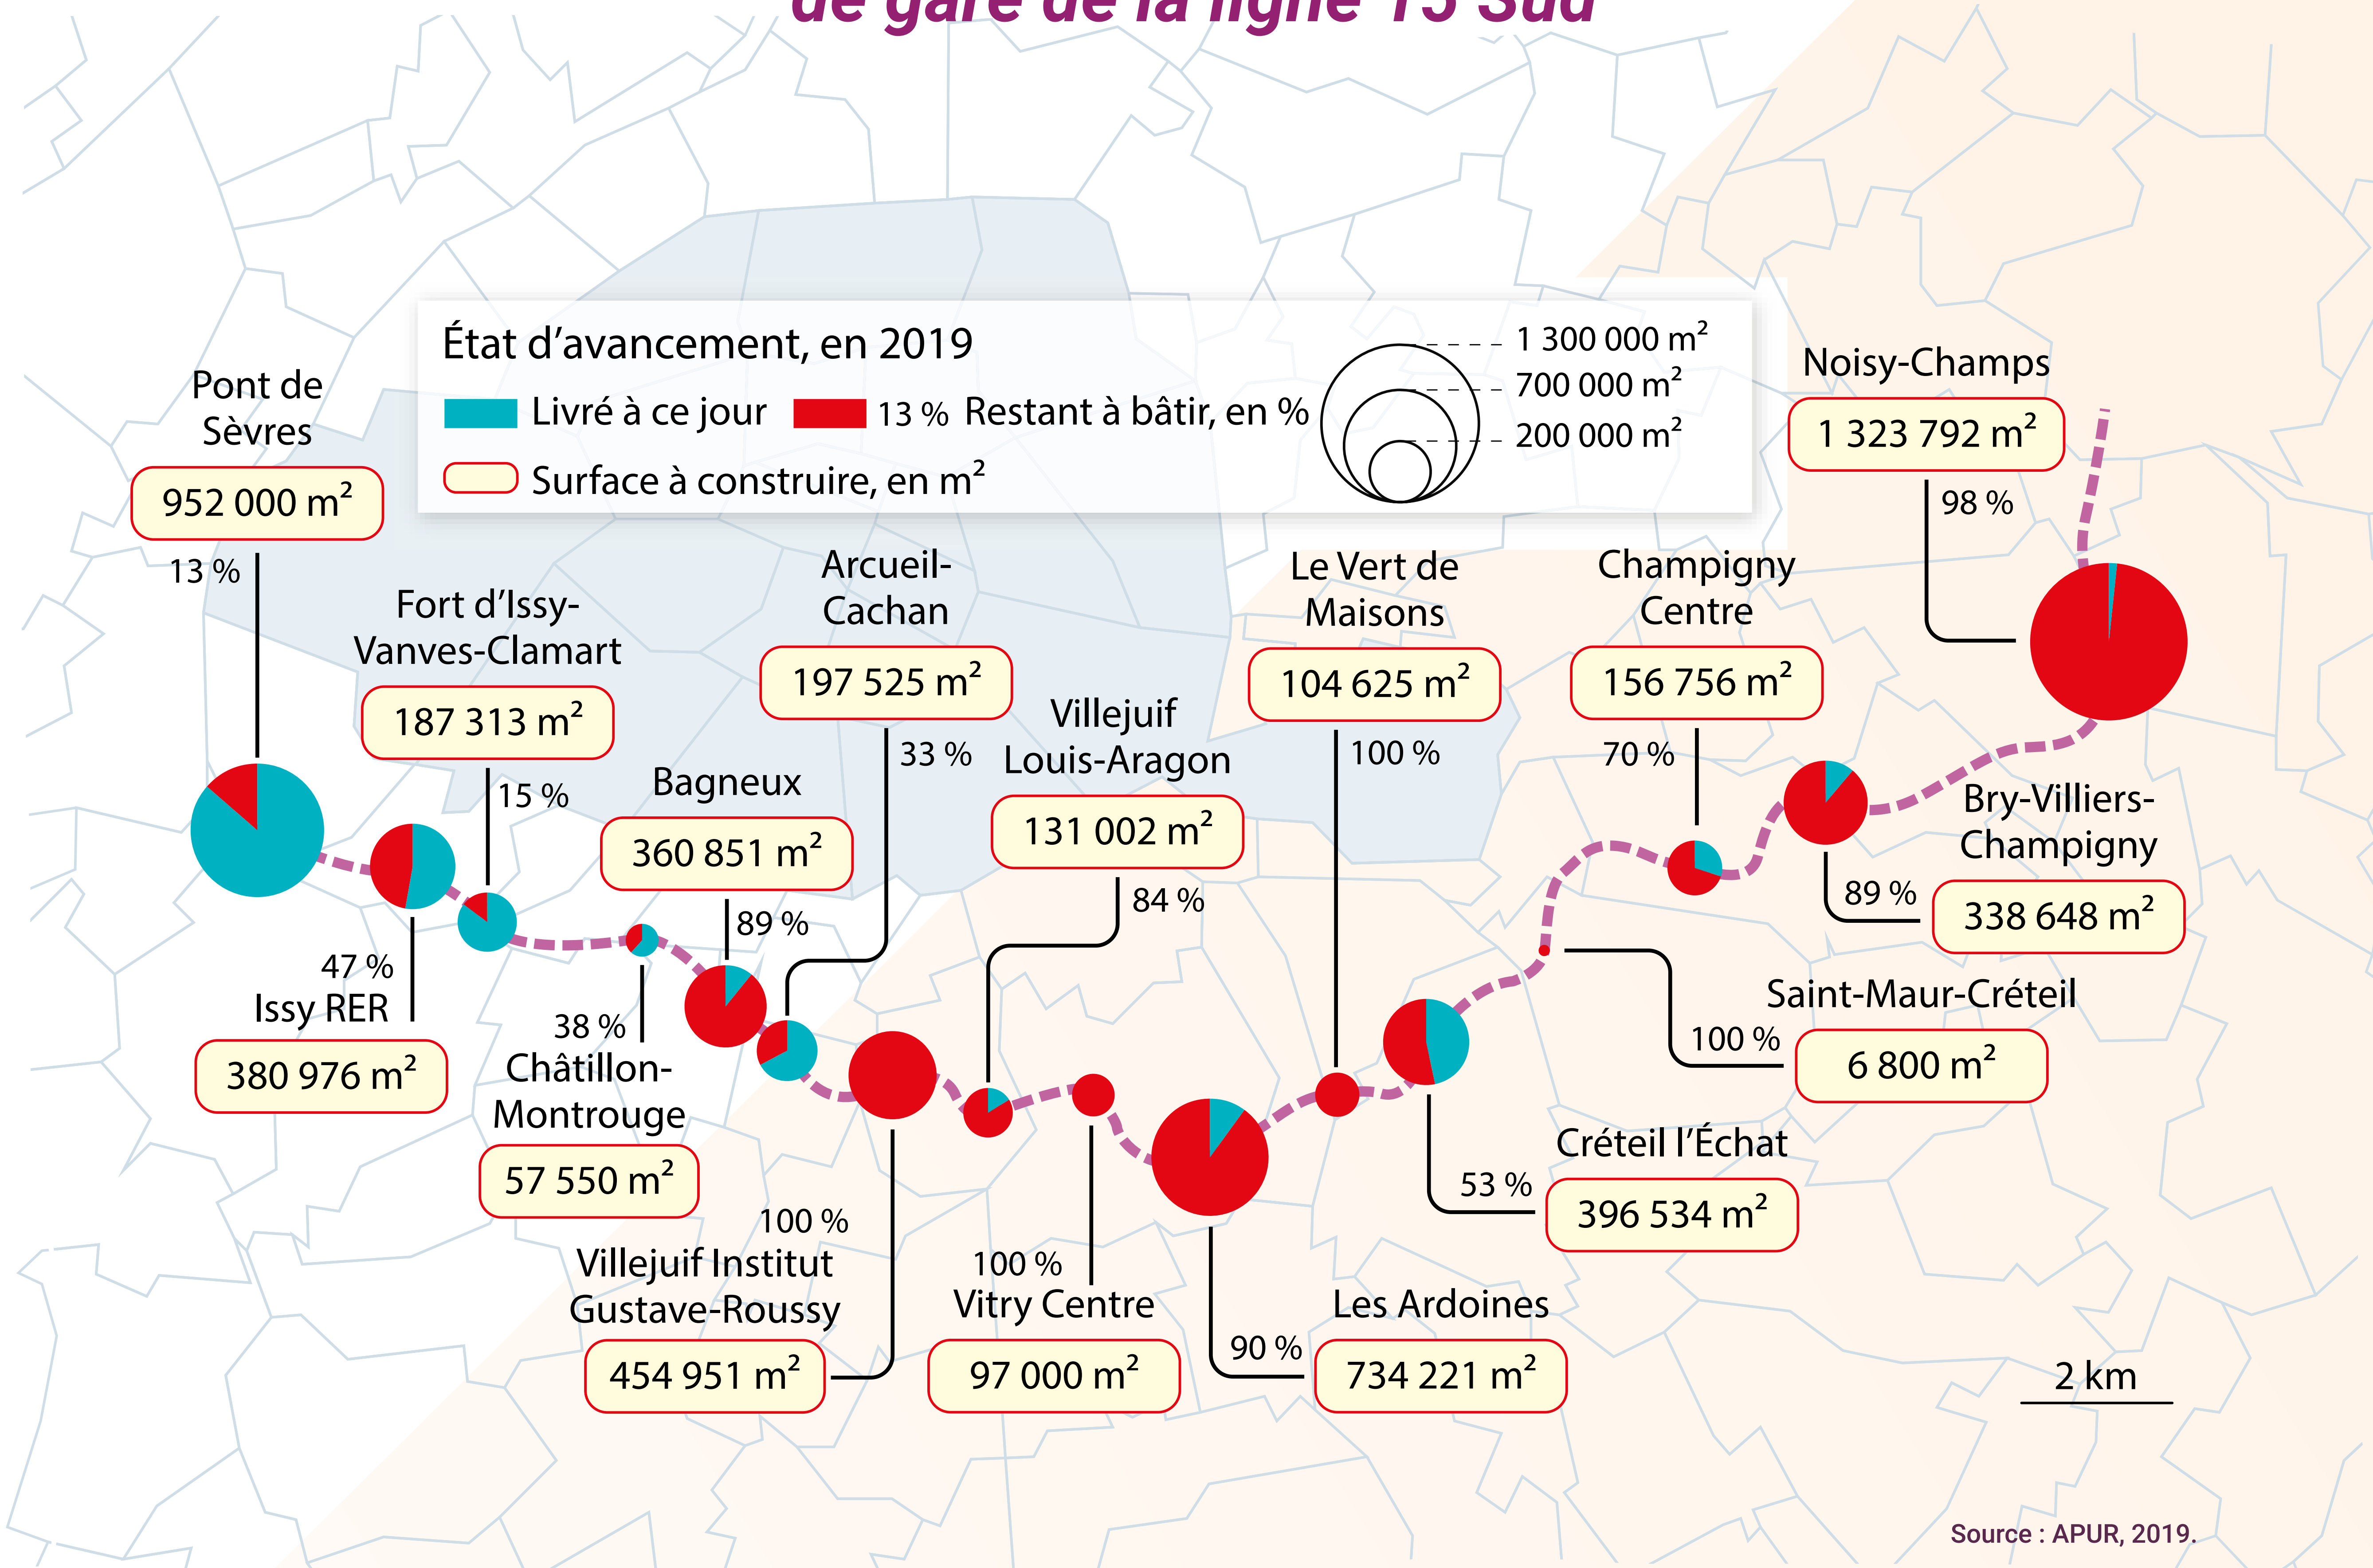 de gare de la ligne 15 Sud
État d’avancement, en 2019
Livré à ce jour
13 % Restant à bâtir, en %
Surface à construire, en m²
1 300 000 m²
700 000 m²
200 000 m²
Pont de
Sèvres
952 000 m²
13 %
Fort d’Issy-
Vanves-Clamart
187 313 m²
15 %
47 %
Issy RER
380 976 m²
38 %
Châtillon-
Montrouge
57 550 m²
Bagneux
360 851 m²
89 %
Arcueil-
Cachan
197 525 m²
33 %
Villejuif
Louis-Aragon
131 002 m²
84 %
100 %
Villejuif Institut
Gustave-Roussy
454 951 m²
100 %
Vitry Centre
97 000 m²
Le Vert de
Maisons
104 625 m²
100 %
90 %
Les Ardoines
734 221 m²
Créteil l’Échat
53 %
396 534 m²
Saint-Maur-Créteil
100 %
6 800 m²
Champigny
Centre
156 756 m²
70 %
Bry-Villiers-
Champigny
89 %
338 648 m²
Noisy-Champs
1 323 792 m²
98 %
2 km
Source : APUR, 2019.